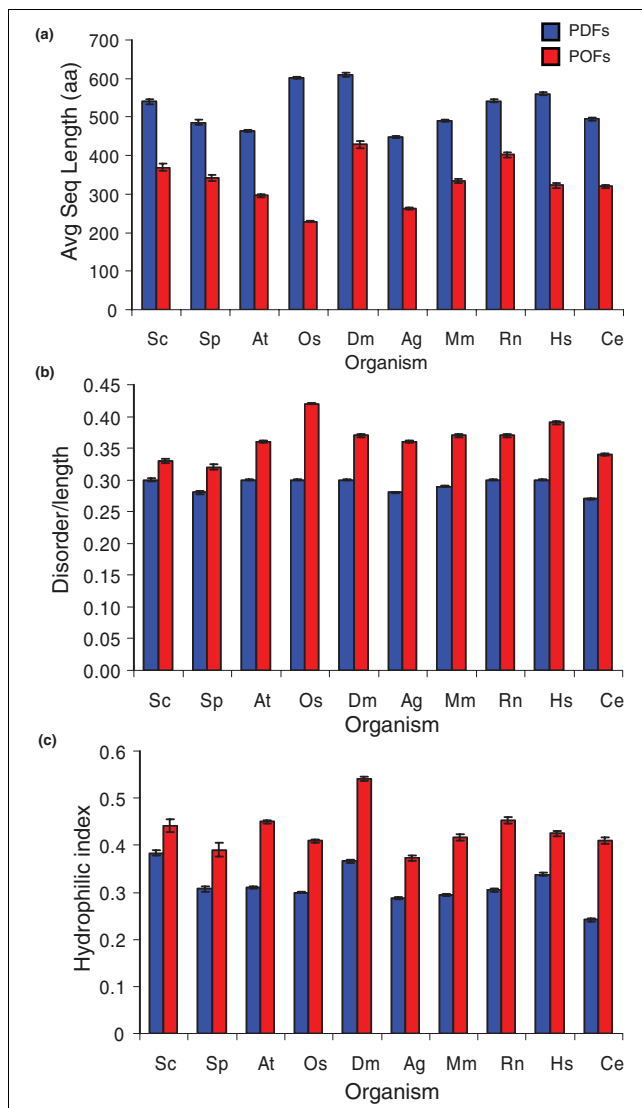 (a)
PDFs
POFs
700
600
500
400
300
200
100
0
Avg Seq Length (aa)
Sc Sp At Os Dm Ag Mm Rn Hs Ce
Organism
(b)
0.45
0.40
0.35
0.30
0.25
0.20
0.15
0.10
0.05
0.00
Disorder/length
Sc Sp At Os Dm Ag Mm Rn Hs Ce
Organism
(c)
0.6
0.5
0.4
0.3
0.2
0.1
0
Hydrophilic index
Sc Sp At Os Dm Ag Mm Rn Hs Ce
Organism